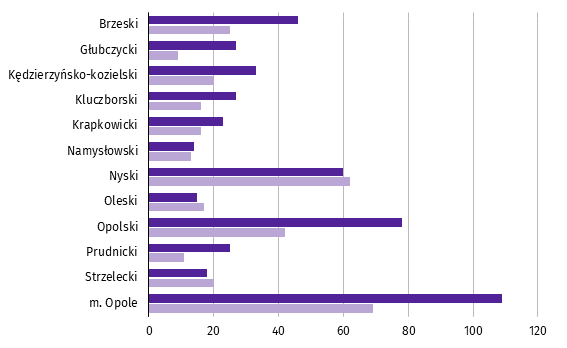 Brzeski
Głubczycki
Kędzierzyńsko-kozielski
Kluczborski
Krapkowicki
Namysłowski
Nyski
Oleski
Opolski
Prudnicki
Strzelecki
m. Opole
0 20 40 60 80 100 120